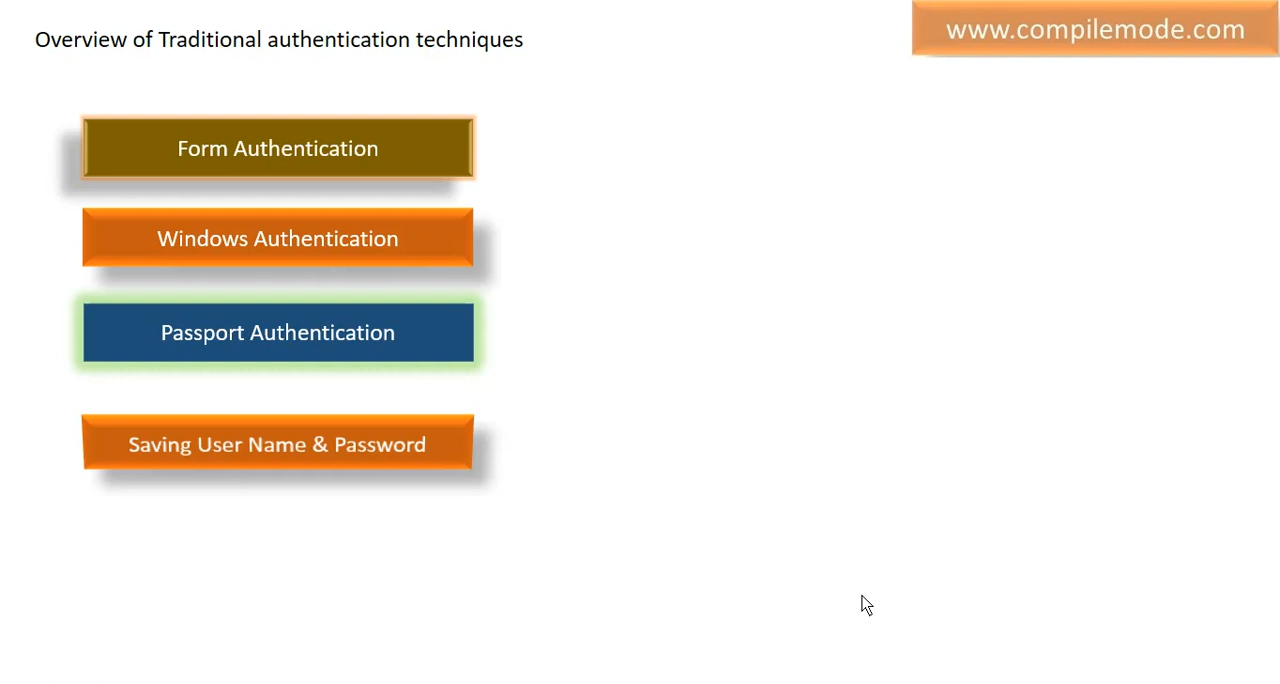 Overview of Traditional authentication techniques
www.compilemode.com
Form Authentication
Windows Authentication
Passport Authentication
Saving User Name & Password